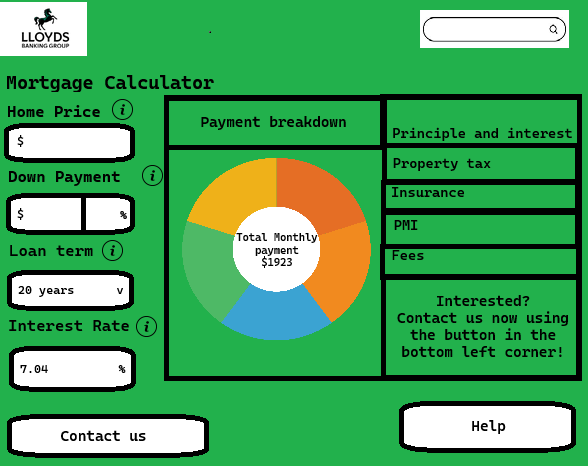 LLOYDS
BANKING GROUP
Mortgage Calculator
Home Price i
$
Down Payment i
$ %
Loan term i
20 years v
Interest Rate i
7.04 %
Contact us
Payment breakdown
Total Monthly
payment
$1923
Principle and interest
Property tax
Insurance
PMI
Fees
Interested?
Contact us now using
the button in the
bottom left corner!
Help